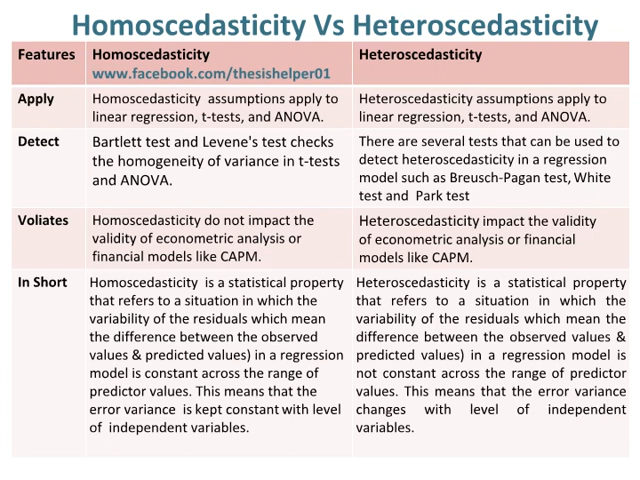 Homoscedasticity Vs Heteroscedasticity
Features
Homoscedasticity
www.facebook.com/thesishelper01
Heteroscedasticity
Apply
Homoscedasticity assumptions apply to
linear regression, t-tests, and ANOVA.
Heteroscedasticity assumptions apply to
linear regression, t-tests, and ANOVA.
Detect
Bartlett test and Levene's test checks
the homogeneity of variance in t-tests
and ANOVA.
There are several tests that can be used to
detect heteroscedasticity in a regression
model such as Breusch-Pagan test, White
test and Park test
Voliates
Homoscedasticity do not impact the
validity of econometric analysis or
financial models like CAPM.
Heteroscedasticity impact the validity
of econometric analysis or financial
models like CAPM.
In Short
Homoscedasticity is a statistical property
that refers to a situation in which the
variability of the residuals which mean
the difference between the observed
values & predicted values) in a regression
model is constant across the range of
predictor values. This means that the
error variance is kept constant with level
of independent variables.
Heteroscedasticity is a statistical property
that refers to a situation in which the
variability of the residuals which mean the
difference between the observed values &
predicted values) in a regression model is
not constant across the range of predictor
values. This means that the error variance
changes with level of independent
variables.